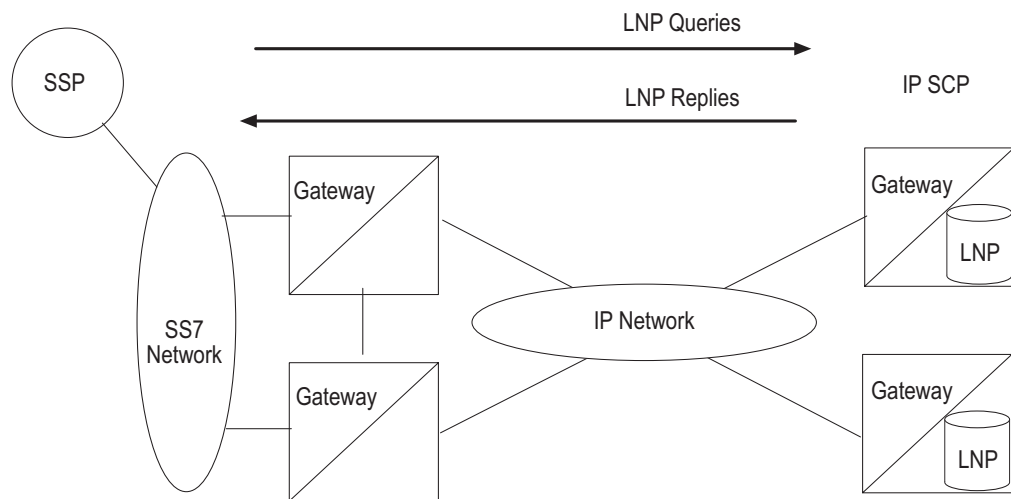 LNP Queries
SSP
LNP Replies
IP SCP
Gateway
Gateway
LNP
SS7
Network
IP Network
Gateway
Gateway
LNP